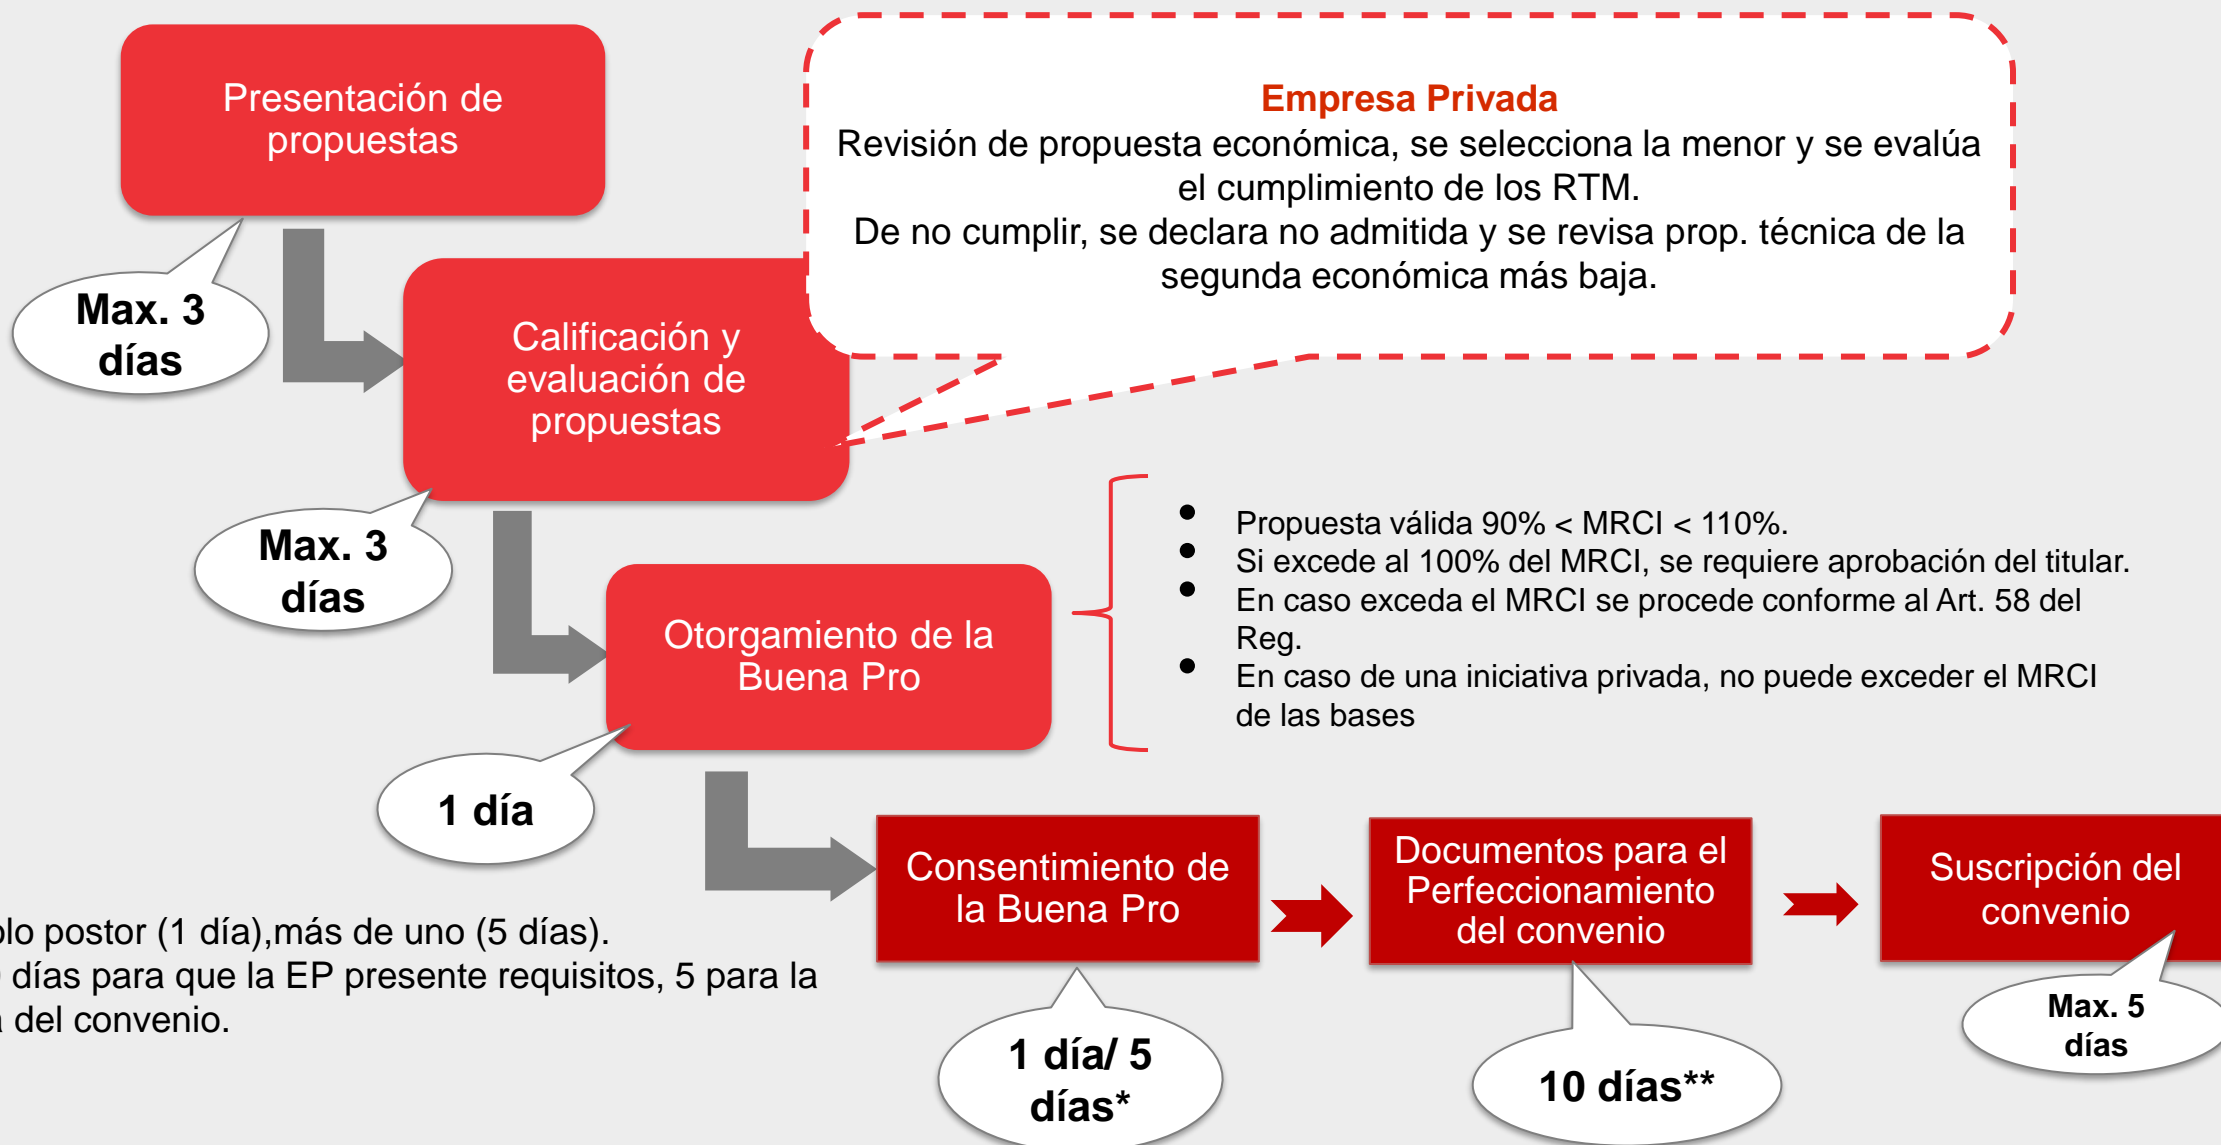 Presentación de
propuestas
Empresa Privada
Revisión de propuesta económica, se selecciona la menor y se evalúa
el cumplimiento de los RTM.
De no cumplir, se declara no admitida y se revisa prop. técnica de la
segunda económica más baja.
Max. 3
días
Calificación y
evaluación de
propuestas
Max. 3
días
Otorgamiento de la
Buena Pro
• Propuesta válida 90% < MRCI < 110%.
• Si excede al 100% del MRCI, se requiere aprobación del titular.
• En caso exceda el MRCI se procede conforme al Art. 58 del
Reg.
• En caso de una iniciativa privada, no puede exceder el MRCI
de las bases
1 día
Consentimiento de
la Buena Pro
Documentos para el
Perfeccionamiento
del convenio
Suscripción del
convenio
postor (1 día),más de uno (5 días).
días para que la EP presente requisitos, 5 para la
del convenio.
1 día/ 5
días*
10 días**
Max. 5
días